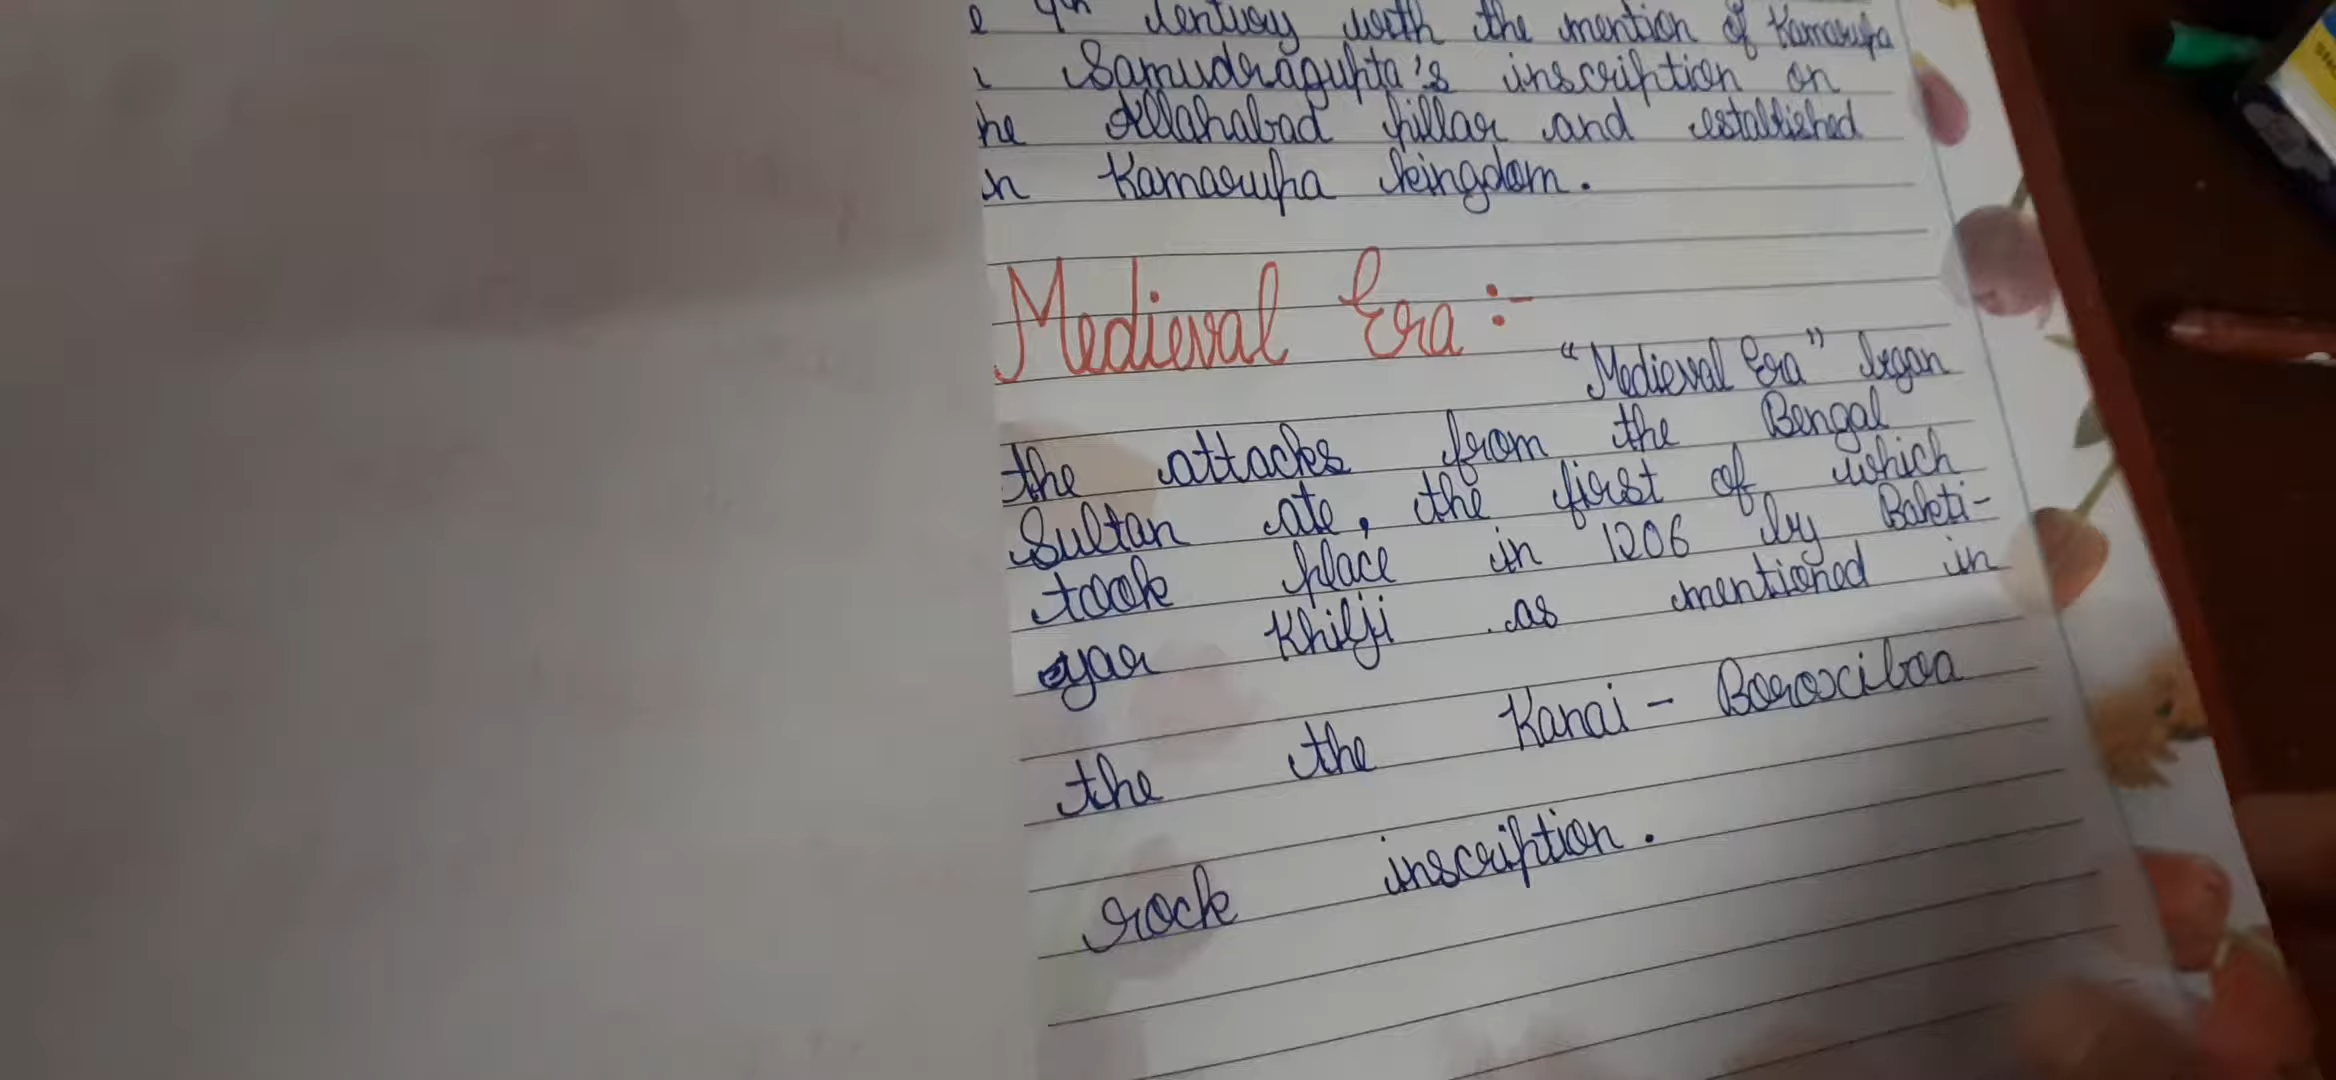 e 4th century with the mention of Kamarupa
Samudragupta's inscription on
he Allahabad pillar and established
in Kamarupa kingdom.
Medieval Era :-
"Medieval Era" began
the attacks from the Bengal
Sultan ate, the first of which
took place in 1206 by Bakti-
yar Khilji as mentioned in
the the Kanai - Boroxiboa
rock inscription.